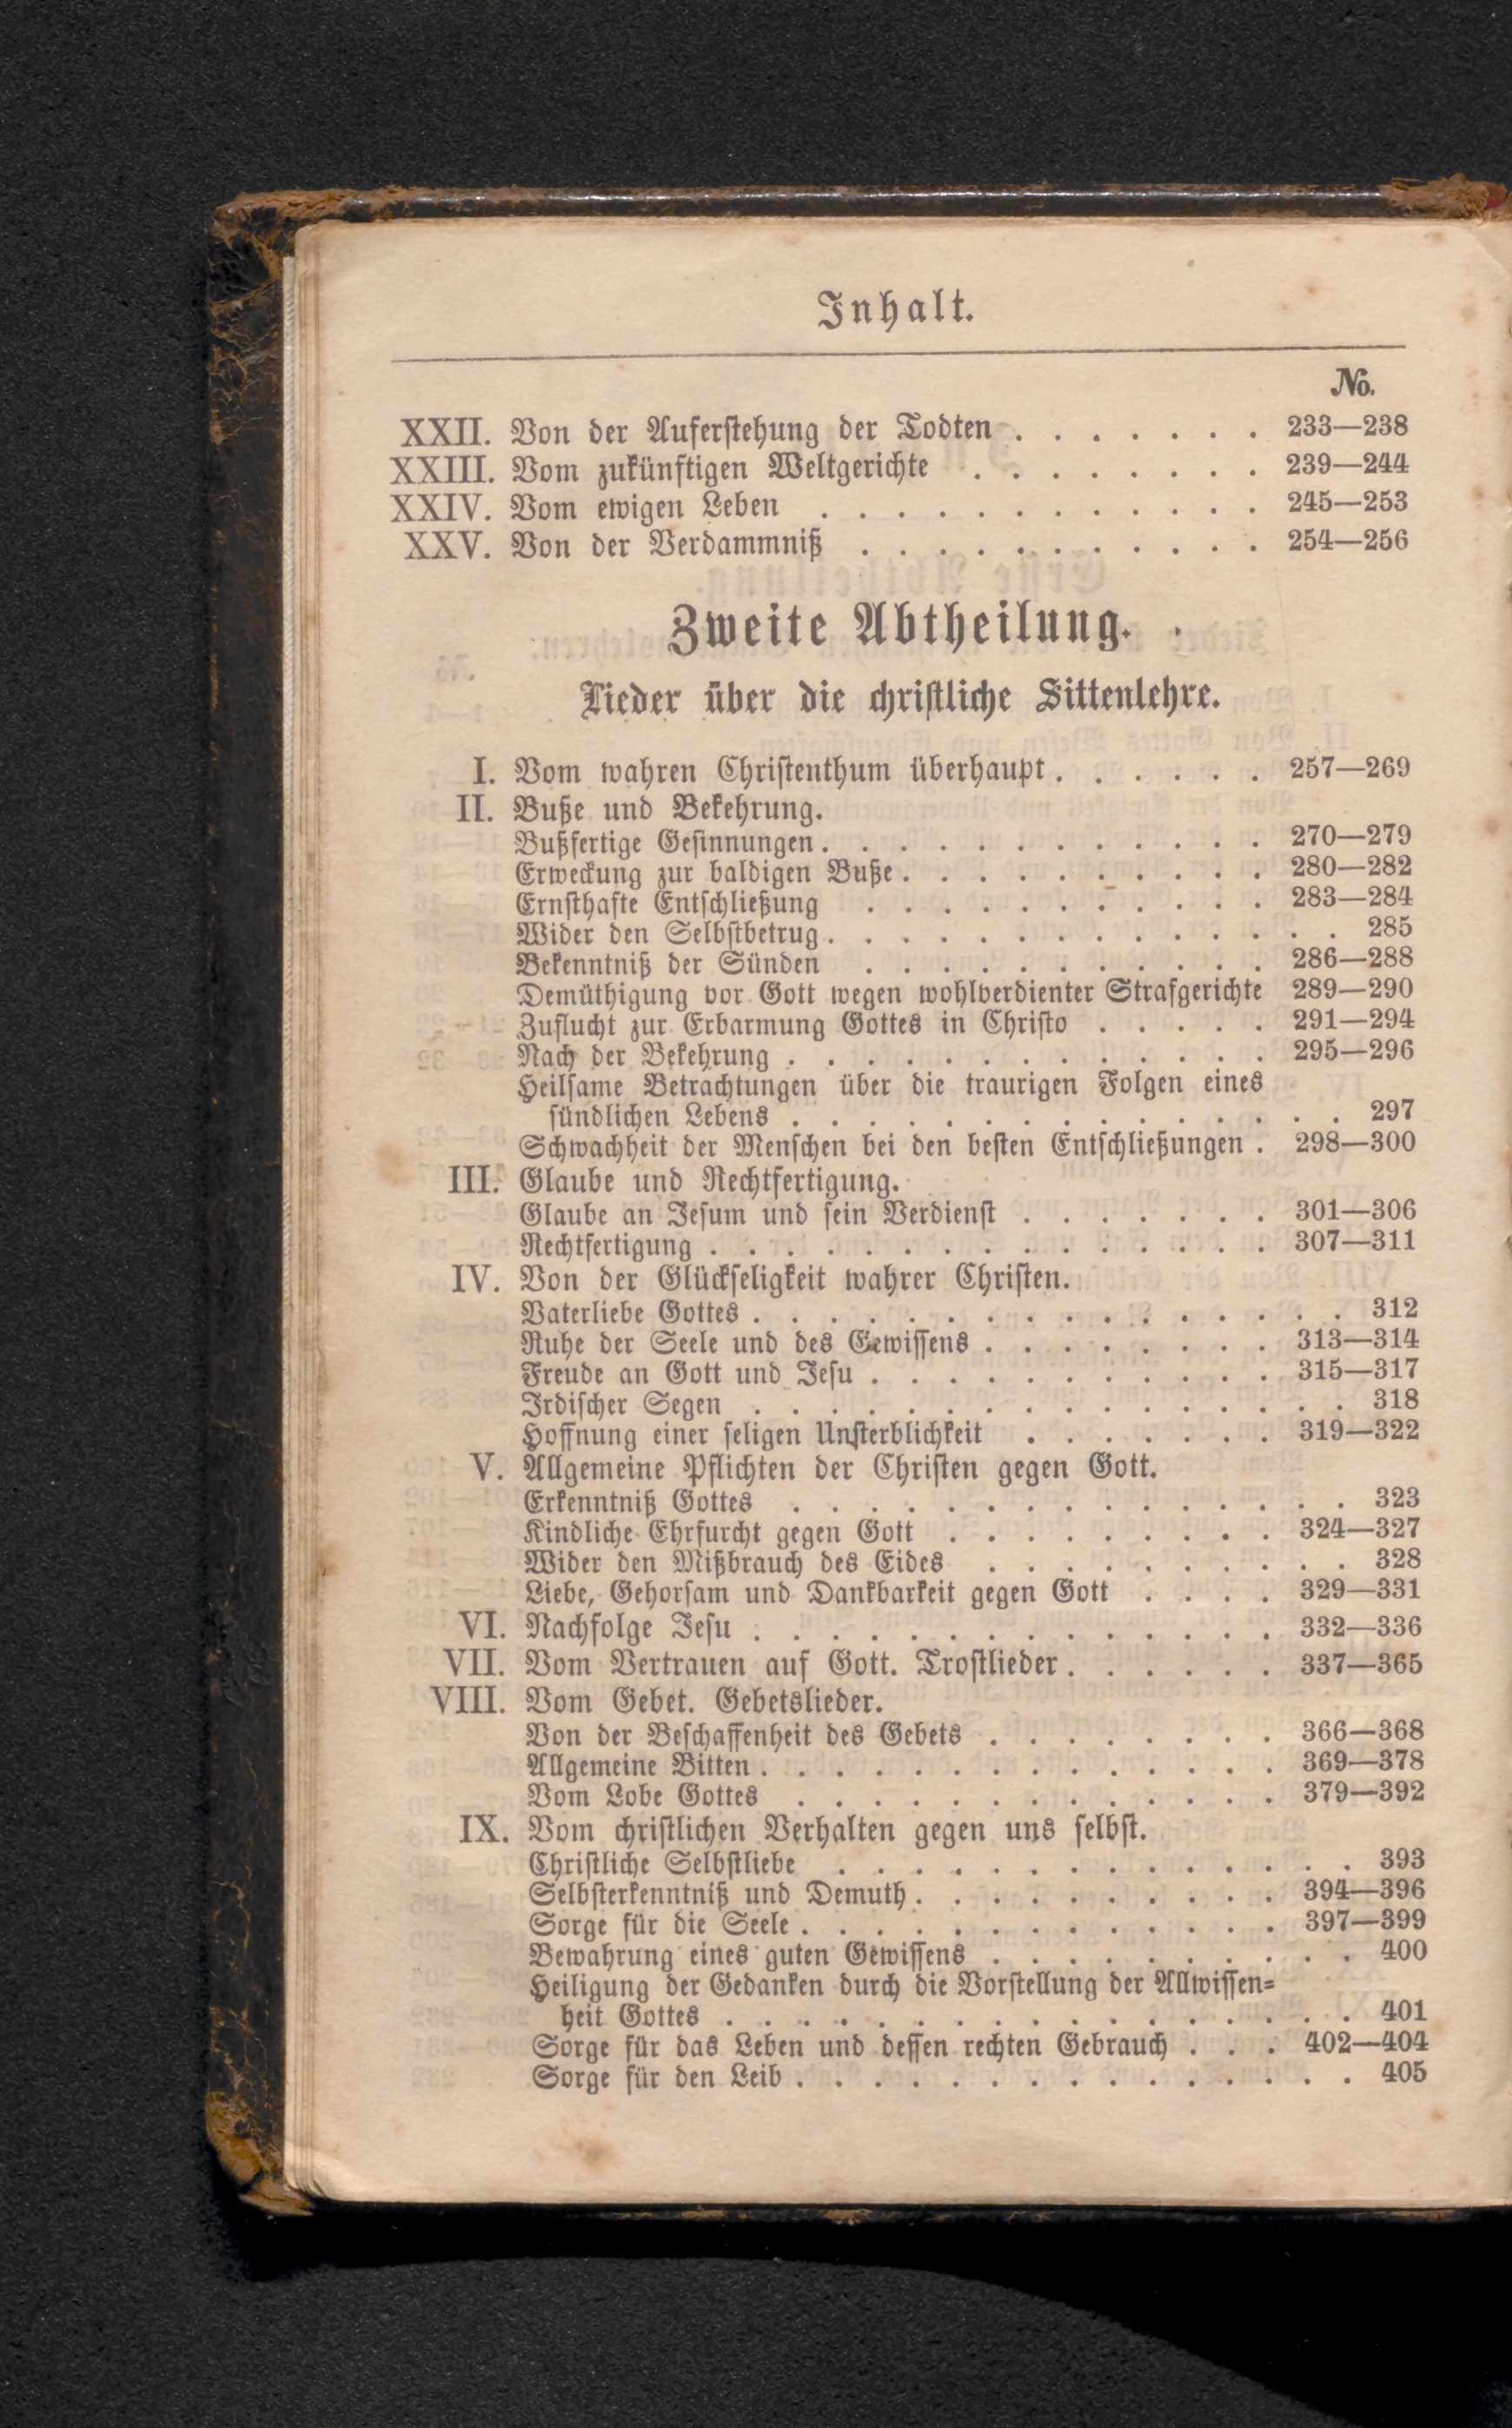 Inhalt.
No.
XXII. Von der Auferstehung der Todten . . . . . . . 233—238
XXIII. Vom zukünftigen Weltgerichte . . . . . . . . 239—244
XXIV. Vom ewigen Leben . . . . . . . . . . . . 245—253
XXV. Von der Verdammniß . . . . . . . . . . . 254—256
Zweite Abtheilung.
Lieder über die christliche Sittenlehre.
I. Vom wahren Christenthum überhaupt . . . . . . 257—269
II. Buße und Bekehrung.
Bußfertige Gesinnungen . . . . . . . . . . . . 270—279
Erweckung zur baldigen Buße . . . . . . . . . . 280—282
Ernsthafte Entschließung . . . . . . . . . . . 283—284
Wider den Selbstbetrug . . . . . . . . . . . . . . 285
Bekenntniß der Sünden . . . . . . . . . . . 286—288
Demüthigung vor Gott wegen wohlverdienter Strafgerichte 289—290
Zuflucht zur Erbarmung Gottes in Christo . . . . . 291—294
Nach der Bekehrung . . . . . . . . . . . . . 295—296
Heilsame Betrachtungen über die traurigen Folgen eines
sündlichen Lebens . . . . . . . . . . . . . . . 297
Schwachheit der Menschen bei den besten Entschließungen . 298—300
III. Glaube und Rechtfertigung.
Glaube an Jesum und sein Verdienst . . . . . . . 301—306
Rechtfertigung . . . . . . . . . . . . . . . 307—311
IV. Von der Glückseligkeit wahrer Christen.
Vaterliebe Gottes . . . . . . . . . . . . . . . . 312
Ruhe der Seele und des Gewissens . . . . . . . . 313—314
Freude an Gott und Jesu . . . . . . . . . . . 315—317
Irdischer Segen . . . . . . . . . . . . . . . . 318
Hoffnung einer seligen Unsterblichkeit . . . . . . . 319—322
V. Allgemeine Pflichten der Christen gegen Gott.
Erkenntniß Gottes . . . . . . . . . . . . . . . 323
Kindliche Ehrfurcht gegen Gott . . . . . . . . . 324—327
Wider den Mißbrauch des Eides . . . . . . . . . . 328
Liebe, Gehorsam und Dankbarkeit gegen Gott . . . . 329—331
VI. Nachfolge Jesu . . . . . . . . . . . . . . 332—336
VII. Vom Vertrauen auf Gott. Trostlieder . . . . . . 337—365
VIII. Vom Gebet. Gebetslieder.
Von der Beschaffenheit des Gebets . . . . . . . . 366—368
Allgemeine Bitten . . . . . . . . . . . . . . 369—378
Vom Lobe Gottes . . . . . . . . . . . . . 379—392
IX. Vom christlichen Verhalten gegen uns selbst.
Christliche Selbstliebe . . . . . . . . . . . . . . 393
Selbsterkenntniß und Demuth . . . . . . . . . . 394—396
Sorge für die Seele . . . . . . . . . . . . . 397—399
Bewahrung eines guten Gewissens . . . . . . . . . . 400
Heiligung der Gedanken durch die Vorstellung der Allwissen=
heit Gottes . . . . . . . . . . . . . . . . . 401
Sorge für das Leben und dessen rechten Gebrauch . . . 402—404
Sorge für den Leib . . . . . . . . . . . . . . . 405